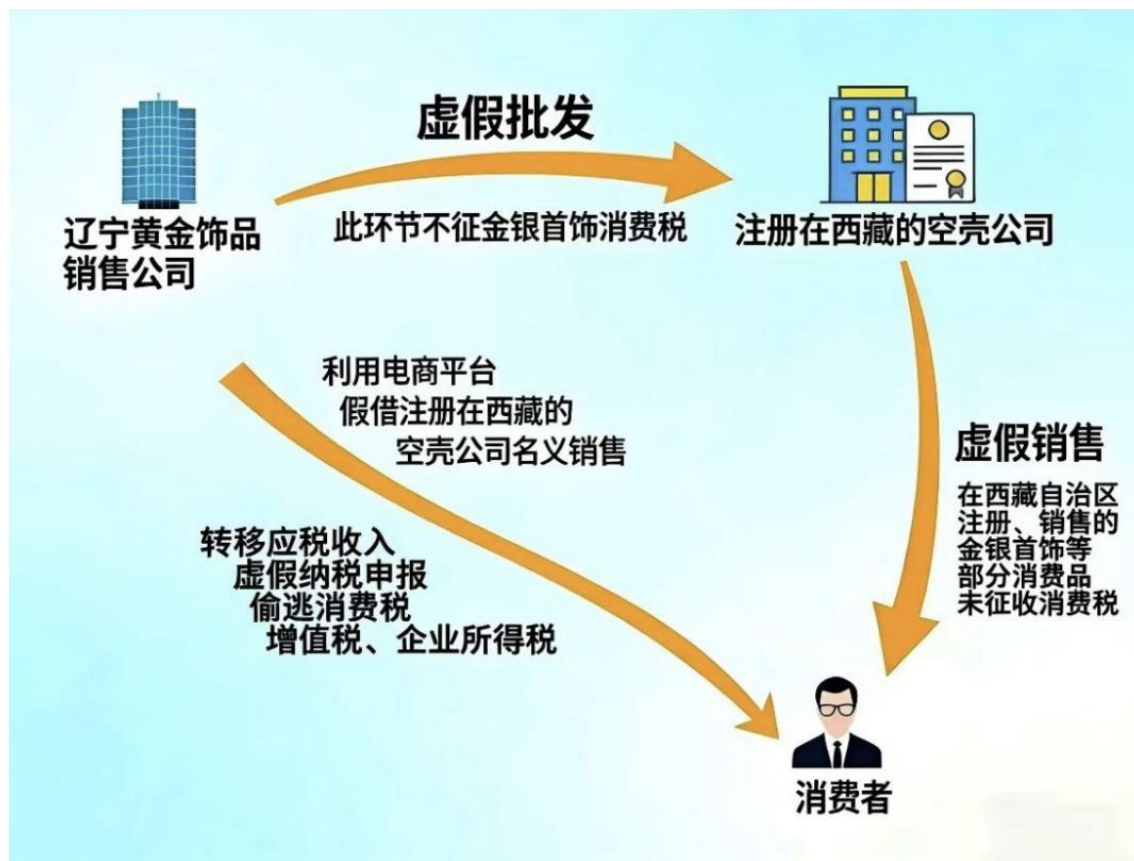 虚假批发
此环节不征金银首饰消费税
辽宁黄金饰品
销售公司
注册在西藏的空壳公司
利用电商平台
假借注册在西藏的
空壳公司名义销售
转移应税收入
虚假纳税申报
偷逃消费税
增值税、企业所得税
虚假销售
在西藏自治区
注册、销售的
金银首饰等
部分消费品
未征收消费税
消费者